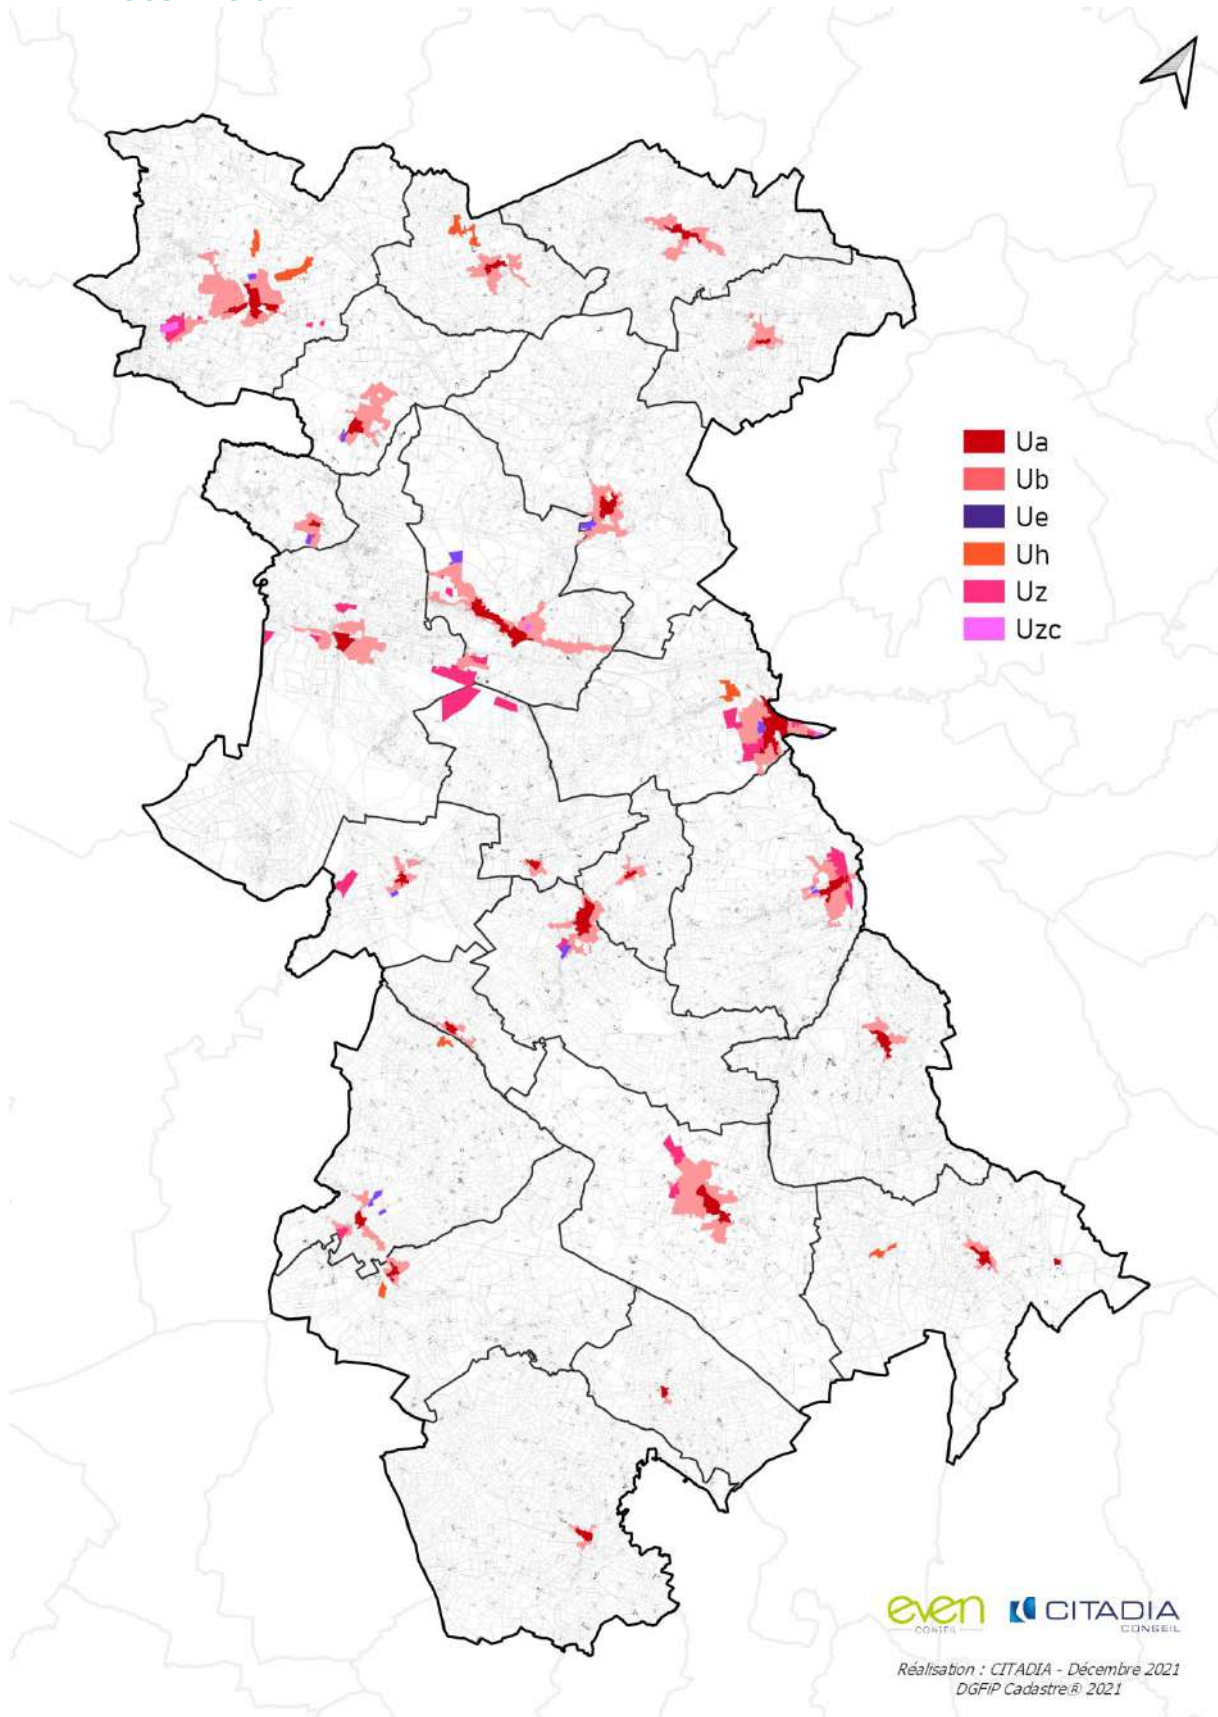 Ua
Ub
Ue
Uh
Uz
Uzc
even
CONSEIL
CITADIA
CONSEIL
Réalisation : CITADIA - Décembre 2021
DGFiP Cadastre® 2021